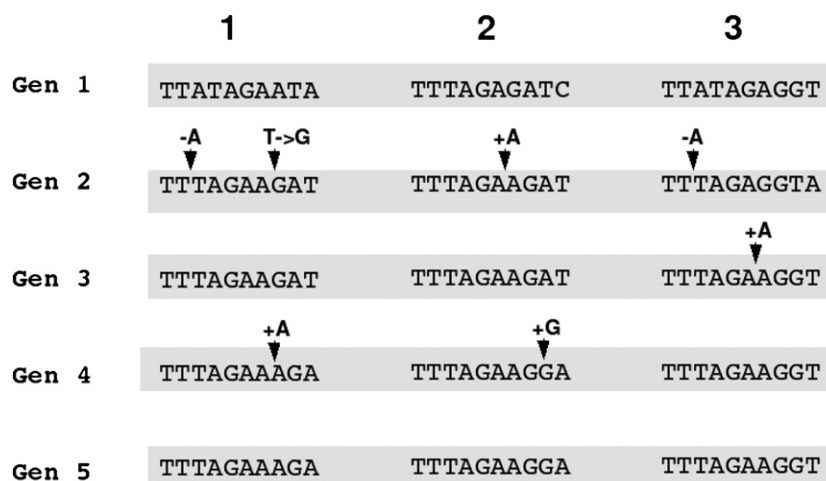 1 2 3
Gen 1 TTATAGAATA TTTAGAGATC TTATAGAGGT
-A T->G +A -A
Gen 2 TTTAGAAGAT TTTAGAAGAT TTTAGAGGTA
+A
Gen 3 TTTAGAAGAT TTTAGAAGAT TTTAGAAGGT
+A +G
Gen 4 TTTAGAAAGA TTTAGAAGGA TTTAGAAGGT
Gen 5 TTTAGAAAGA TTTAGAAGGA TTTAGAAGGT